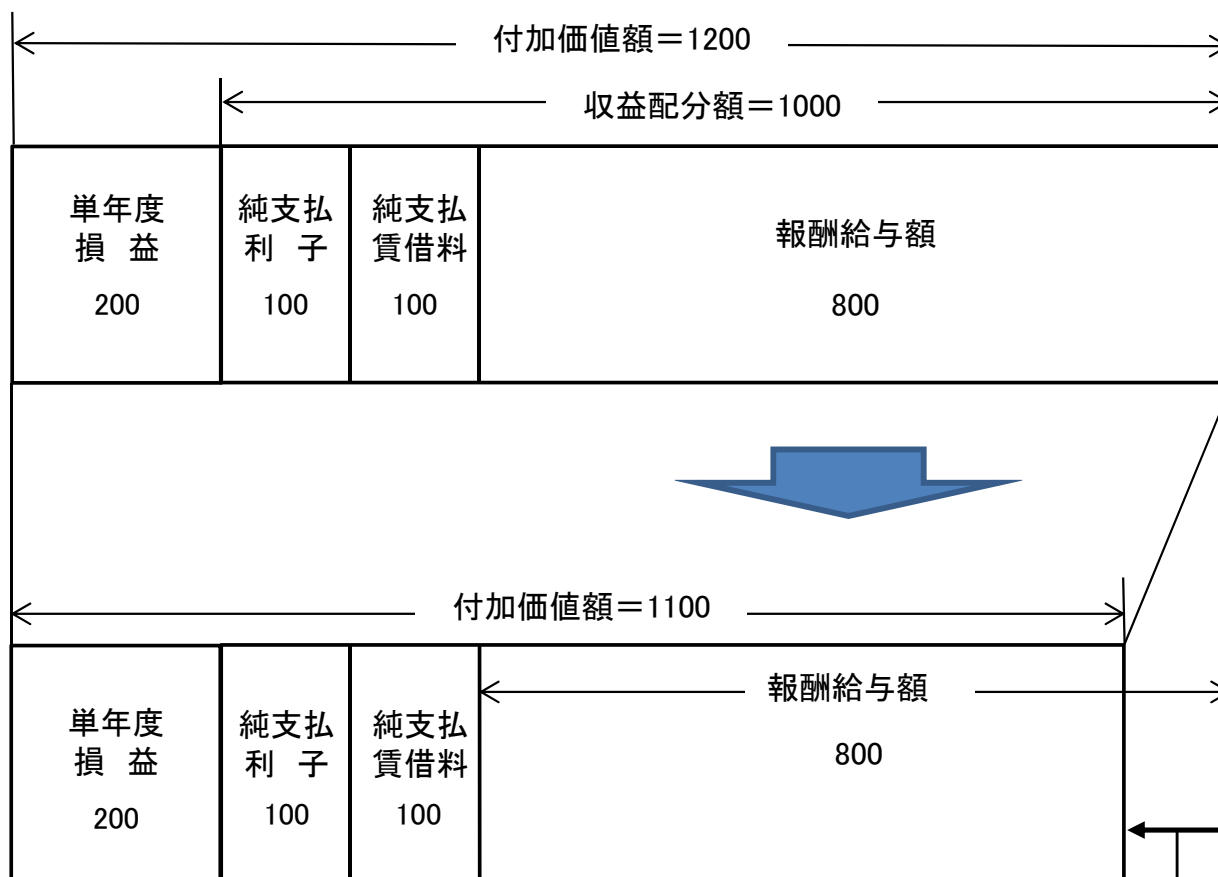 付加価値額＝1200
収益配分額＝1000
単年度
損 益
200
純支払
利 子
100
純支払
賃借料
100
報酬給与額
800
付加価値額＝1100
単年度
損 益
200
純支払
利 子
100
純支払
賃借料
100
報酬給与額
800